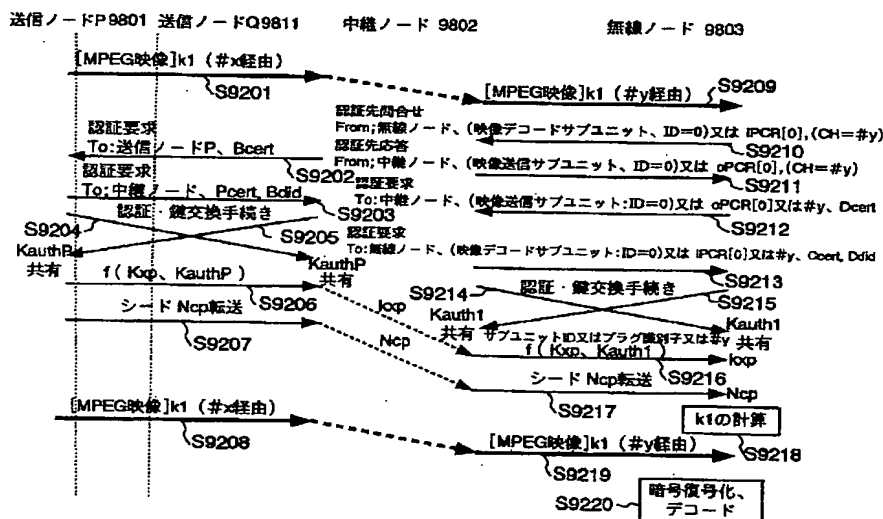 送信ノードP9801 送信ノードQ9811 中継ノード 9802 無線ノード 9803
[MPEG映像]k1 (#x経由)
S9201
[MPEG映像]k1 (#y経由)
S9209
認証要求
To:送信ノードP、Bcert
S9202
認証先問合せ
From;無線ノード、(映像デコードサブユニット、ID=0)又は iPCR[0],(CH=#y)
S9210
認証先応答
From;中継ノード、(映像送信サブユニット、ID=0)又は oPCR[0],(CH=#y)
S9211
認証要求
To:中継ノード、Pcert, Bdid
S9203
認証要求
To:中継ノード、(映像送信サブユニット:ID=0)又は oPCR[0]又は#y、Dcert
S9212
認証・鍵交換手続き
S9204
S9205
KauthP
共有
KauthP
共有
認証要求
To:無線ノード、(映像デコードサブユニット:ID=0)又は iPCR[0]又は#y、Ccert, Ddid
S9213
認証・鍵交換手続き
S9214
S9215
Kauth1
共有
Kauth1
共有
f (Kxp、KauthP)
S9206
kxp
サブユニットID又はプラグ識別子又は#y
f (Kxp、Kauth1)
S9216
kxp
シード Ncp転送
S9207
Ncp
シード Ncp転送
S9217
Ncp
k1の計算
S9218
[MPEG映像]k1 (#x経由)
S9208
[MPEG映像]k1 (#y経由)
S9219
S9220
暗号復号化、
デコード